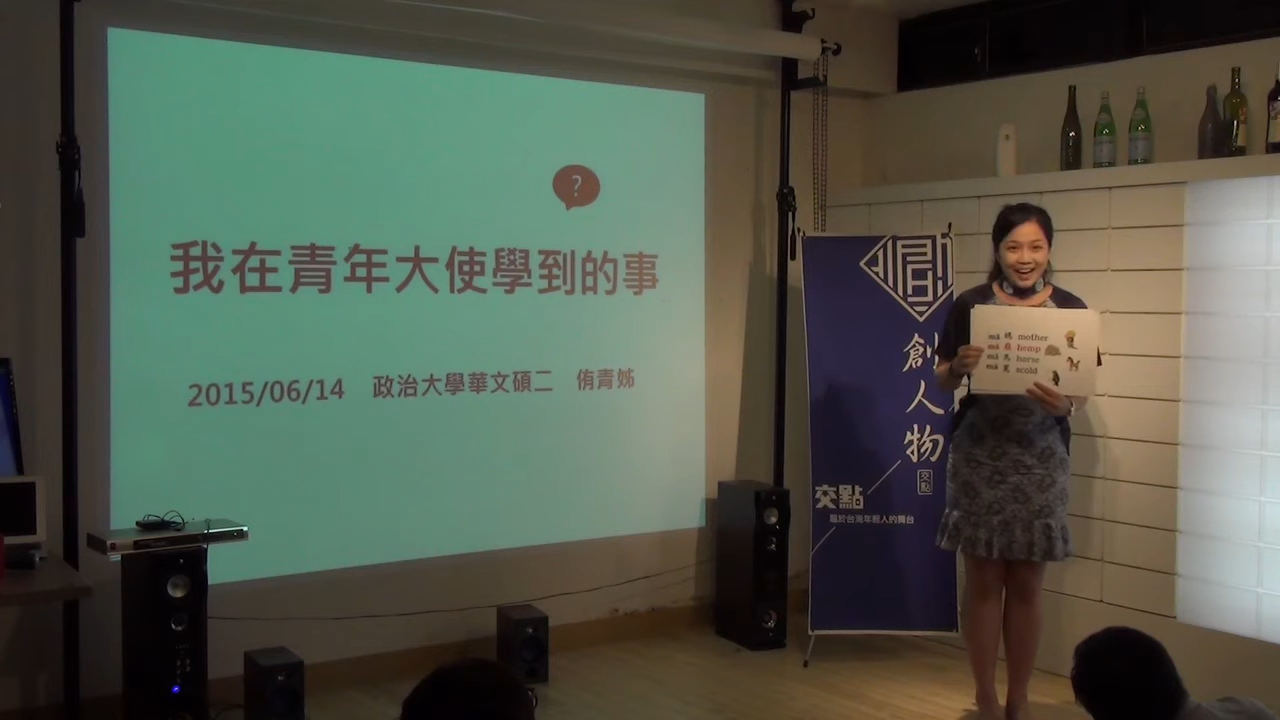 ?
我在青年大使學到的事
2015/06/14 政治大學華文碩二 侑青姊
創人物
交點
交點
屬於台灣年輕人的舞台
mā 媽 mother
má 麻 hemp
mǎ 馬 horse
mà 罵 scold